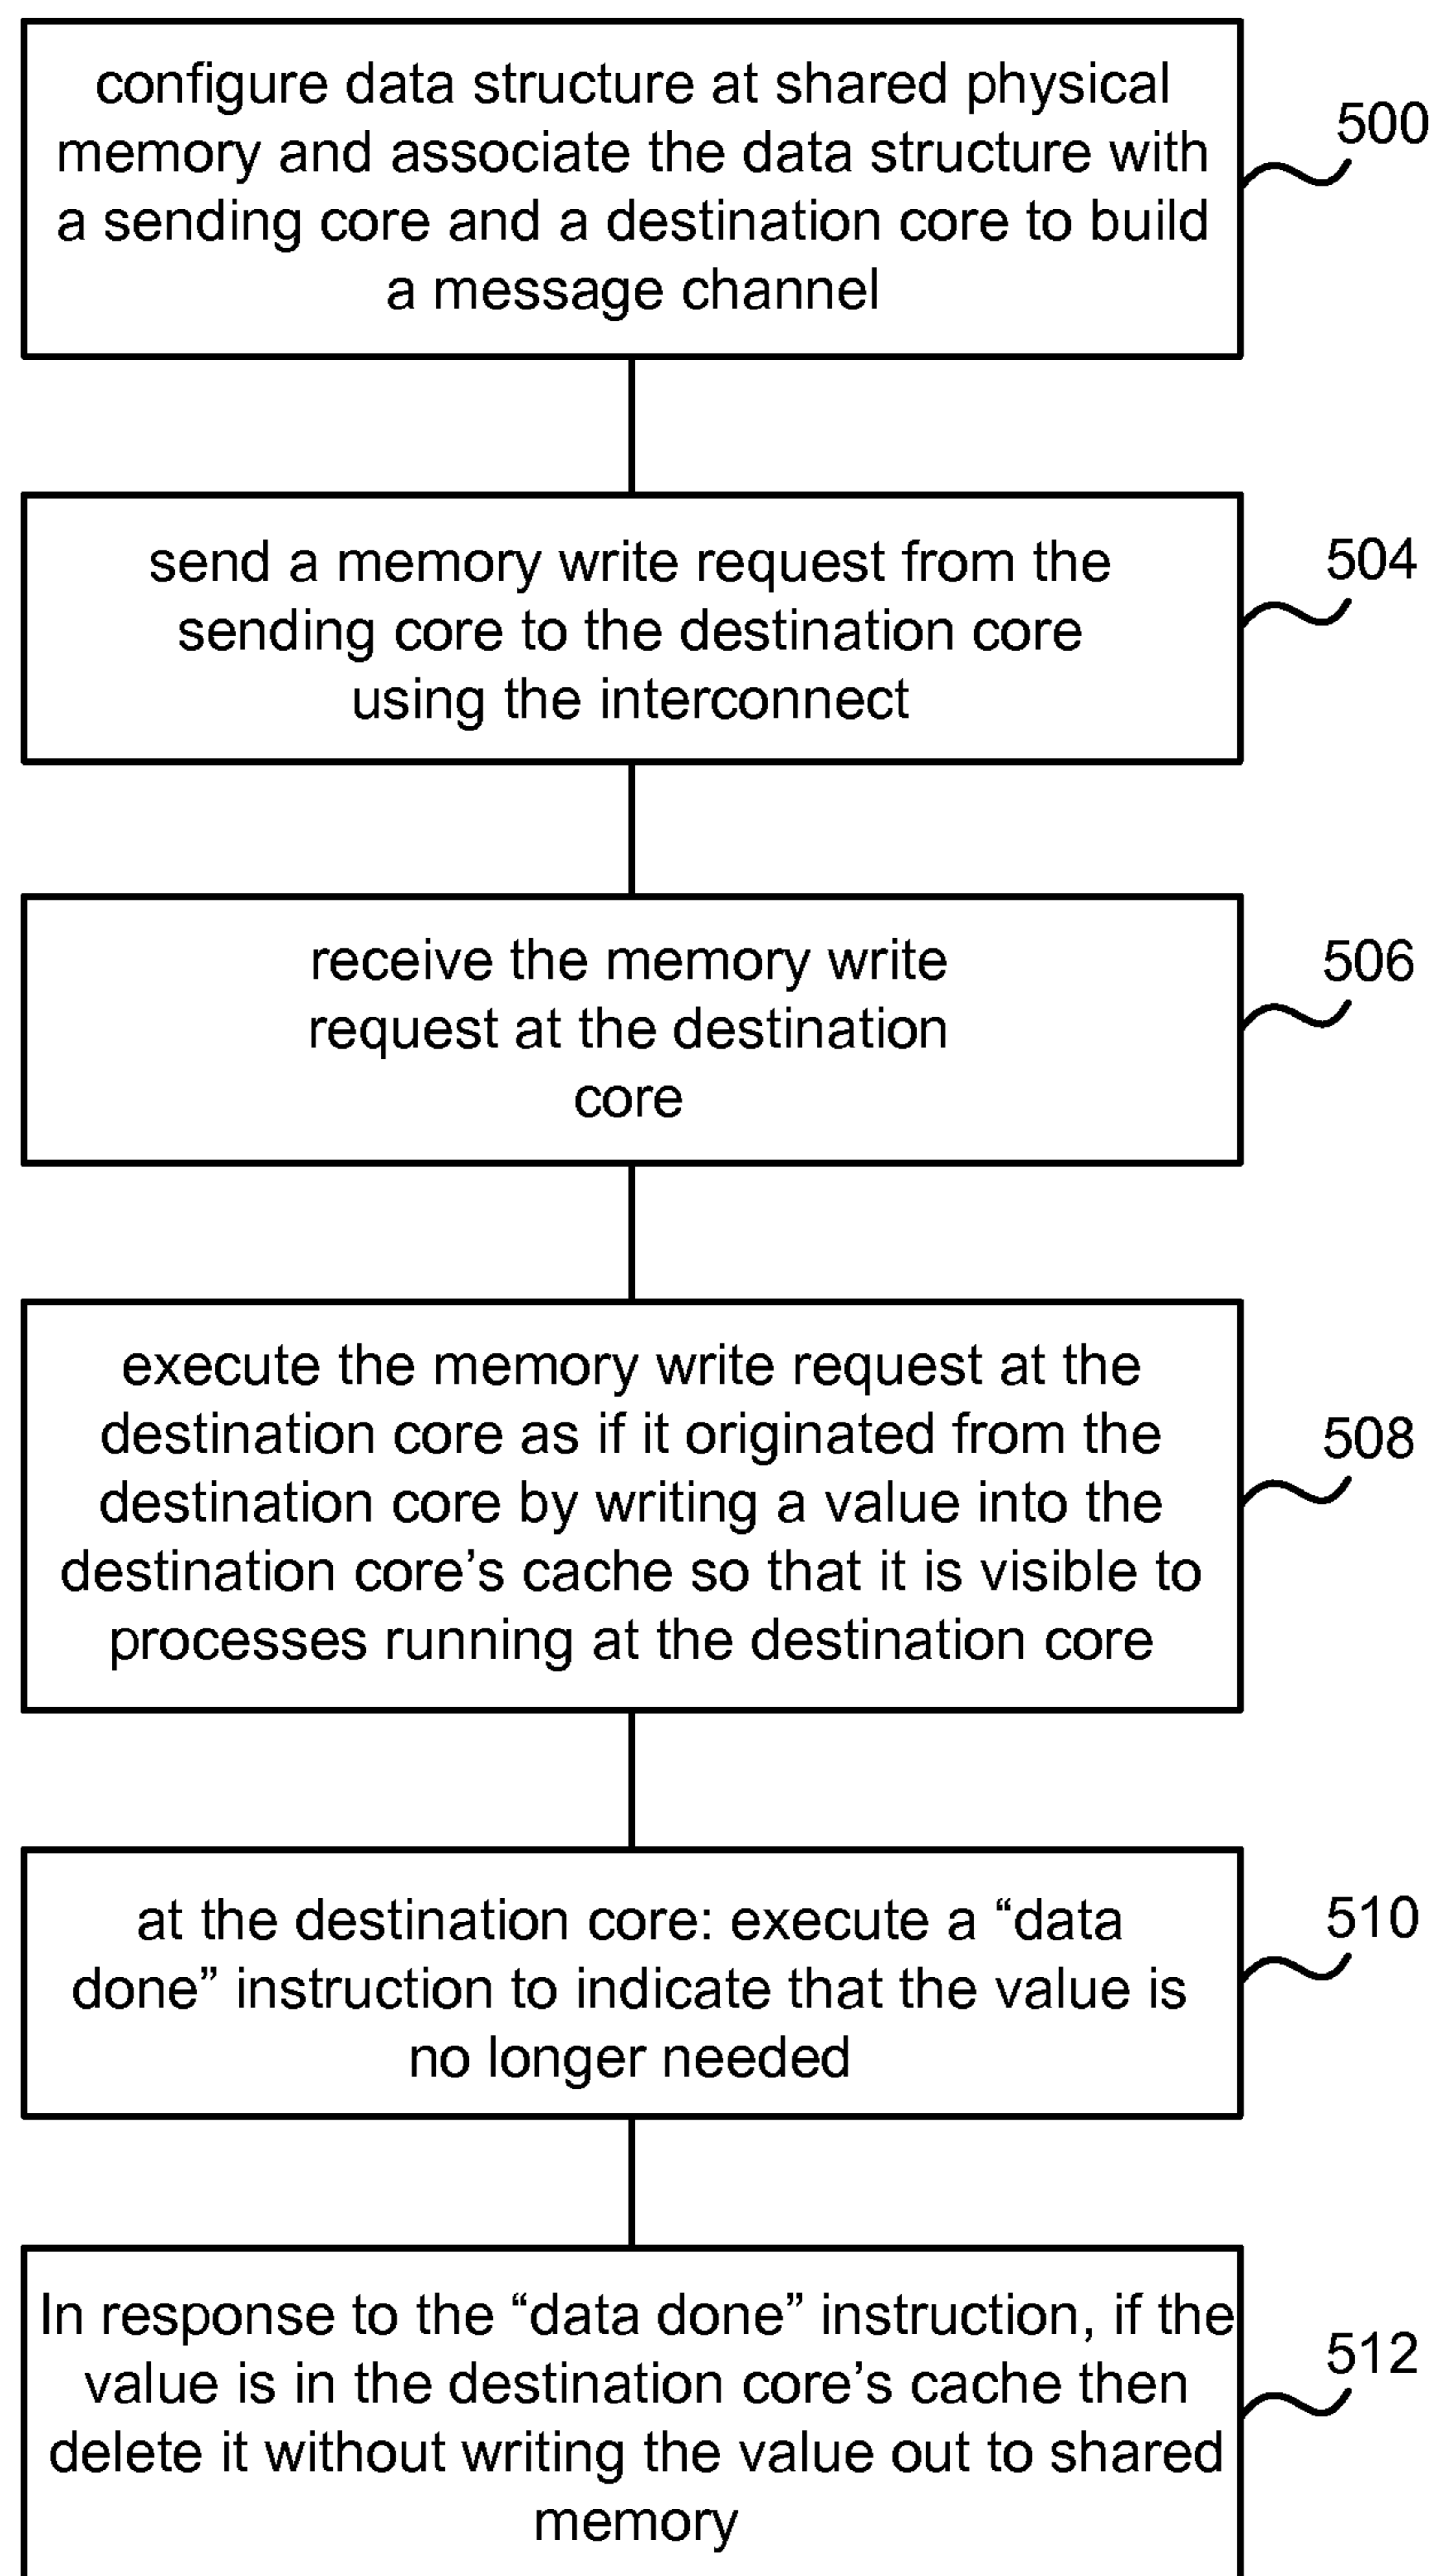 configure data structure at shared physical
memory and associate the data structure with
a sending core and a destination core to build
a message channel
500
send a memory write request from the
sending core to the destination core
using the interconnect
504
receive the memory write
request at the destination
core
506
execute the memory write request at the
destination core as if it originated from the
destination core by writing a value into the
destination core’s cache so that it is visible to
processes running at the destination core
508
at the destination core: execute a “data
done” instruction to indicate that the value is
no longer needed
510
In response to the “data done” instruction, if the
value is in the destination core’s cache then
delete it without writing the value out to shared
memory
512